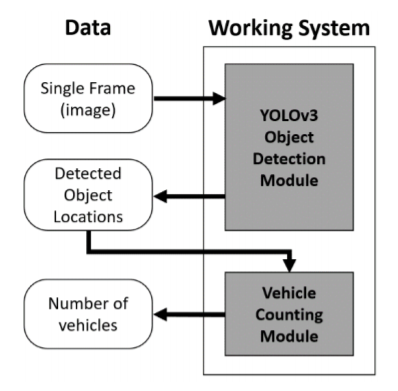 Data
Working System
Single Frame
(image)
YOLOv3
Object
Detection
Module
Detected
Object
Locations
Number of
vehicles
Vehicle
Counting
Module